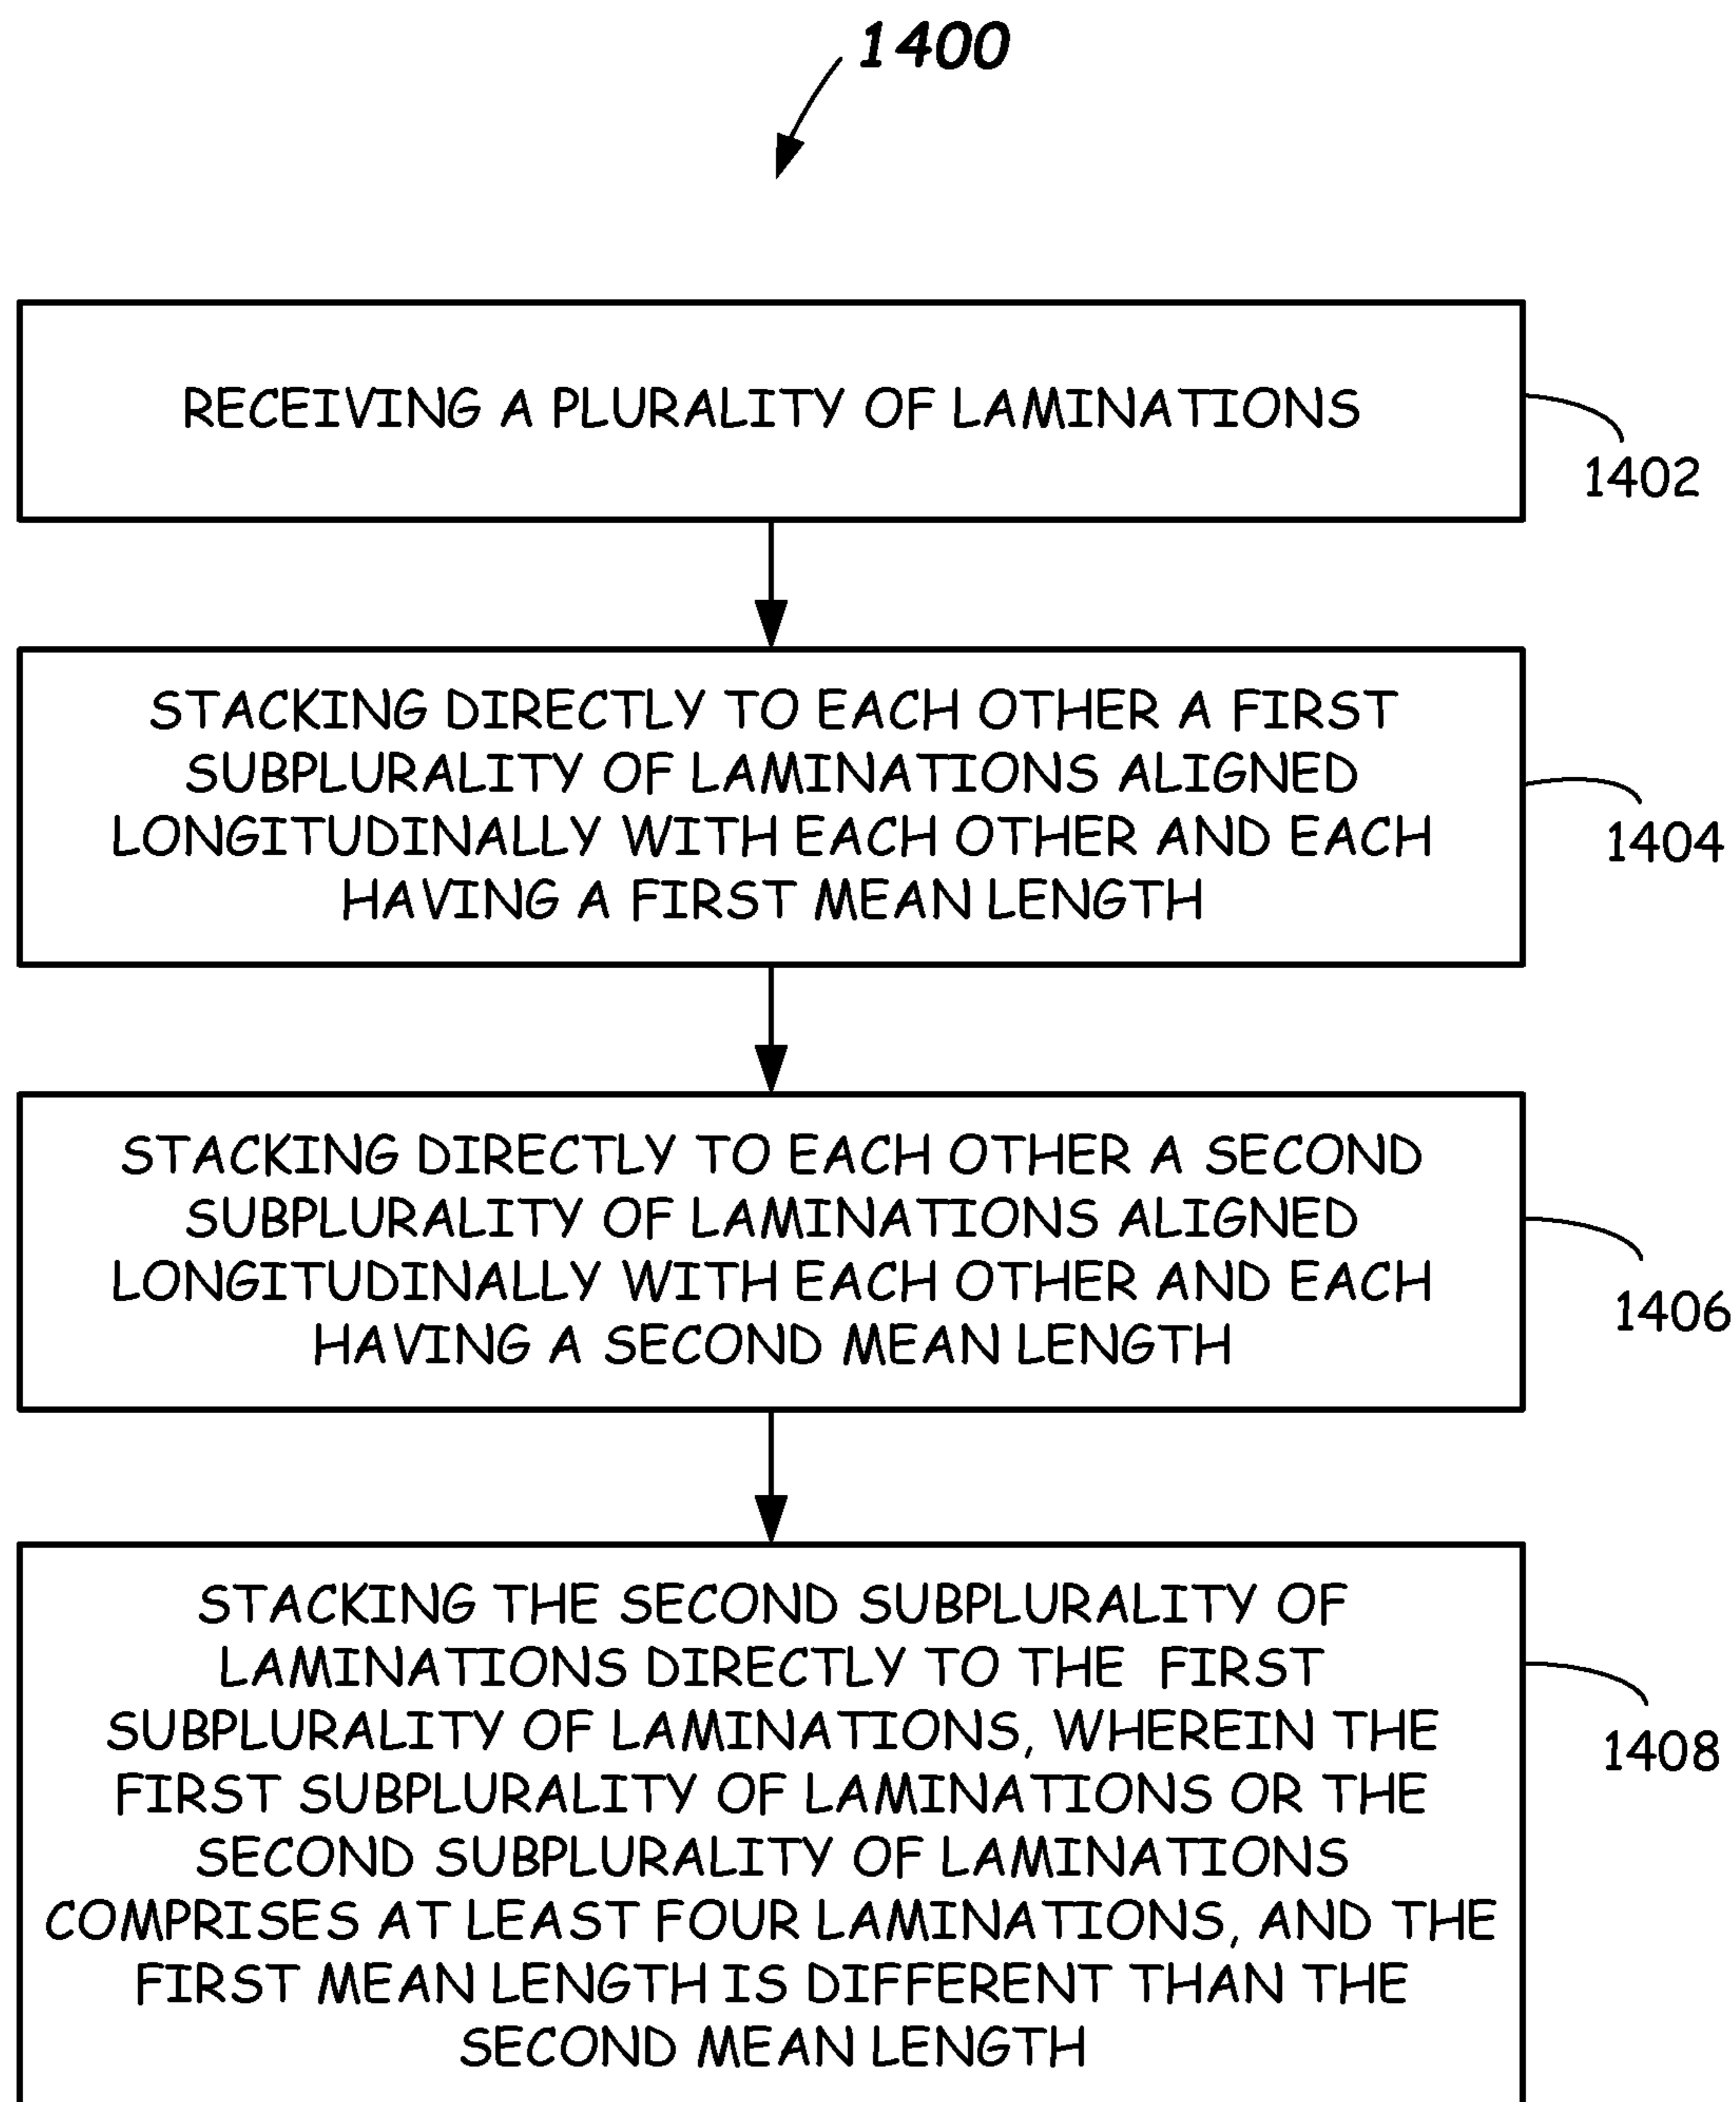 1400
RECEIVING A PLURALITY OF LAMINATIONS
1402
STACKING DIRECTLY TO EACH OTHER A FIRST
SUBPLURALITY OF LAMINATIONS ALIGNED
LONGITUDINALLY WITH EACH OTHER AND EACH
HAVING A FIRST MEAN LENGTH
1404
STACKING DIRECTLY TO EACH OTHER A SECOND
SUBPLURALITY OF LAMINATIONS ALIGNED
LONGITUDINALLY WITH EACH OTHER AND EACH
HAVING A SECOND MEAN LENGTH
1406
STACKING THE SECOND SUBPLURALITY OF
LAMINATIONS DIRECTLY TO THE FIRST
SUBPLURALITY OF LAMINATIONS, WHEREIN THE
FIRST SUBPLURALITY OF LAMINATIONS OR THE
SECOND SUBPLURALITY OF LAMINATIONS
COMPRISES AT LEAST FOUR LAMINATIONS, AND THE
FIRST MEAN LENGTH IS DIFFERENT THAN THE
SECOND MEAN LENGTH
1408